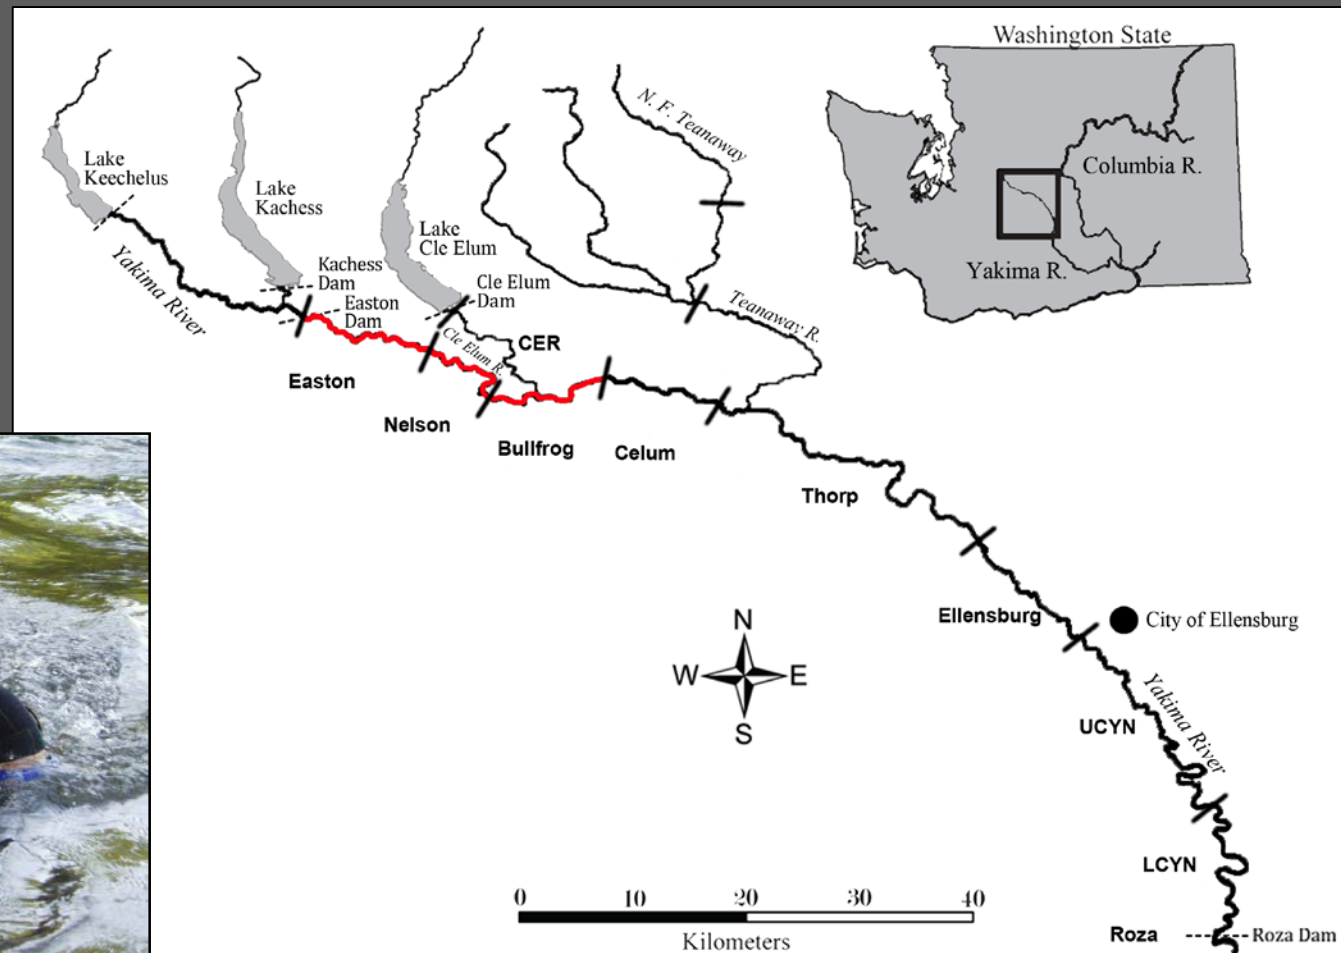 Washington State
N. F. Teanaway
Lake
Keechelus
Lake
Kachess
Columbia R.
Lake
Cle Elum
Yakima R.
Yakima River
Kachess
Dam
Easton
Dam
Cle Elum
Dam
Teanaway R.
Cle Elum R.
CER
Easton
Nelson
Bullfrog
Celum
Thorp
Ellensburg
City of Ellensburg
N
W
E
S
Yakima River
UCYN
LCYN
0 10 20 30 40
Kilometers
Roza
Roza Dam